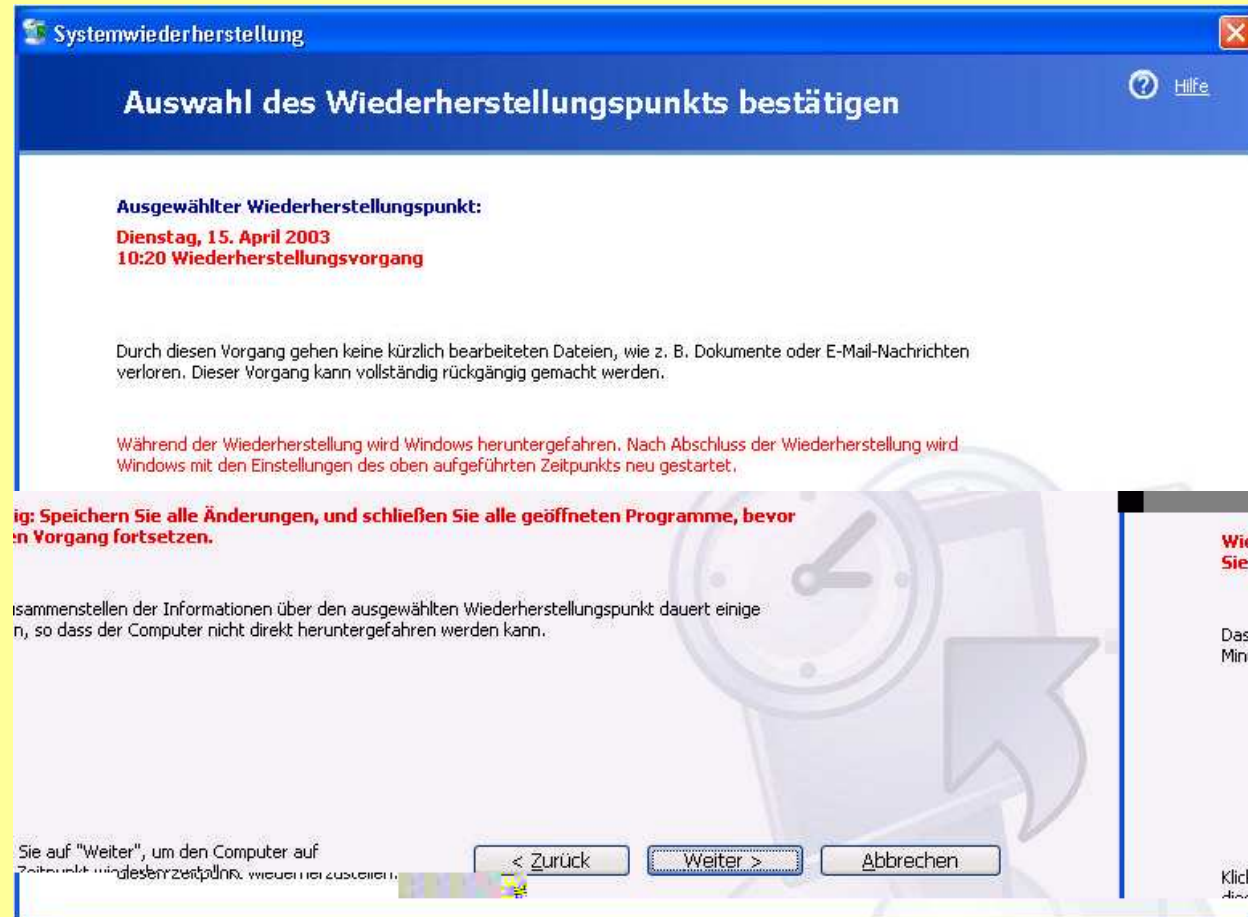 Systemwiederherstellung
Auswahl des Wiederherstellungspunkts bestätigen
Hilfe
Ausgewählter Wiederherstellungspunkt:
Dienstag, 15. April 2003
10:20 Wiederherstellungsvorgang
Durch diesen Vorgang gehen keine kürzlich bearbeiteten Dateien, wie z. B. Dokumente oder E-Mail-Nachrichten
verloren. Dieser Vorgang kann vollständig rückgängig gemacht werden.
Während der Wiederherstellung wird Windows heruntergefahren. Nach Abschluss der Wiederherstellung wird
Windows mit den Einstellungen des oben aufgeführten Zeitpunkts neu gestartet.
ig: Speichern Sie alle Änderungen, und schließen Sie alle geöffneten Programme, bevor
en Vorgang fortsetzen.
Wie
Sie
sammenstellen der Informationen über den ausgewählten Wiederherstellungspunkt dauert einige
n, so dass der Computer nicht direkt heruntergefahren werden kann.
Das
Min
Sie auf "Weiter", um den Computer auf
< Zurück
Weiter >
Abbrechen
Klic